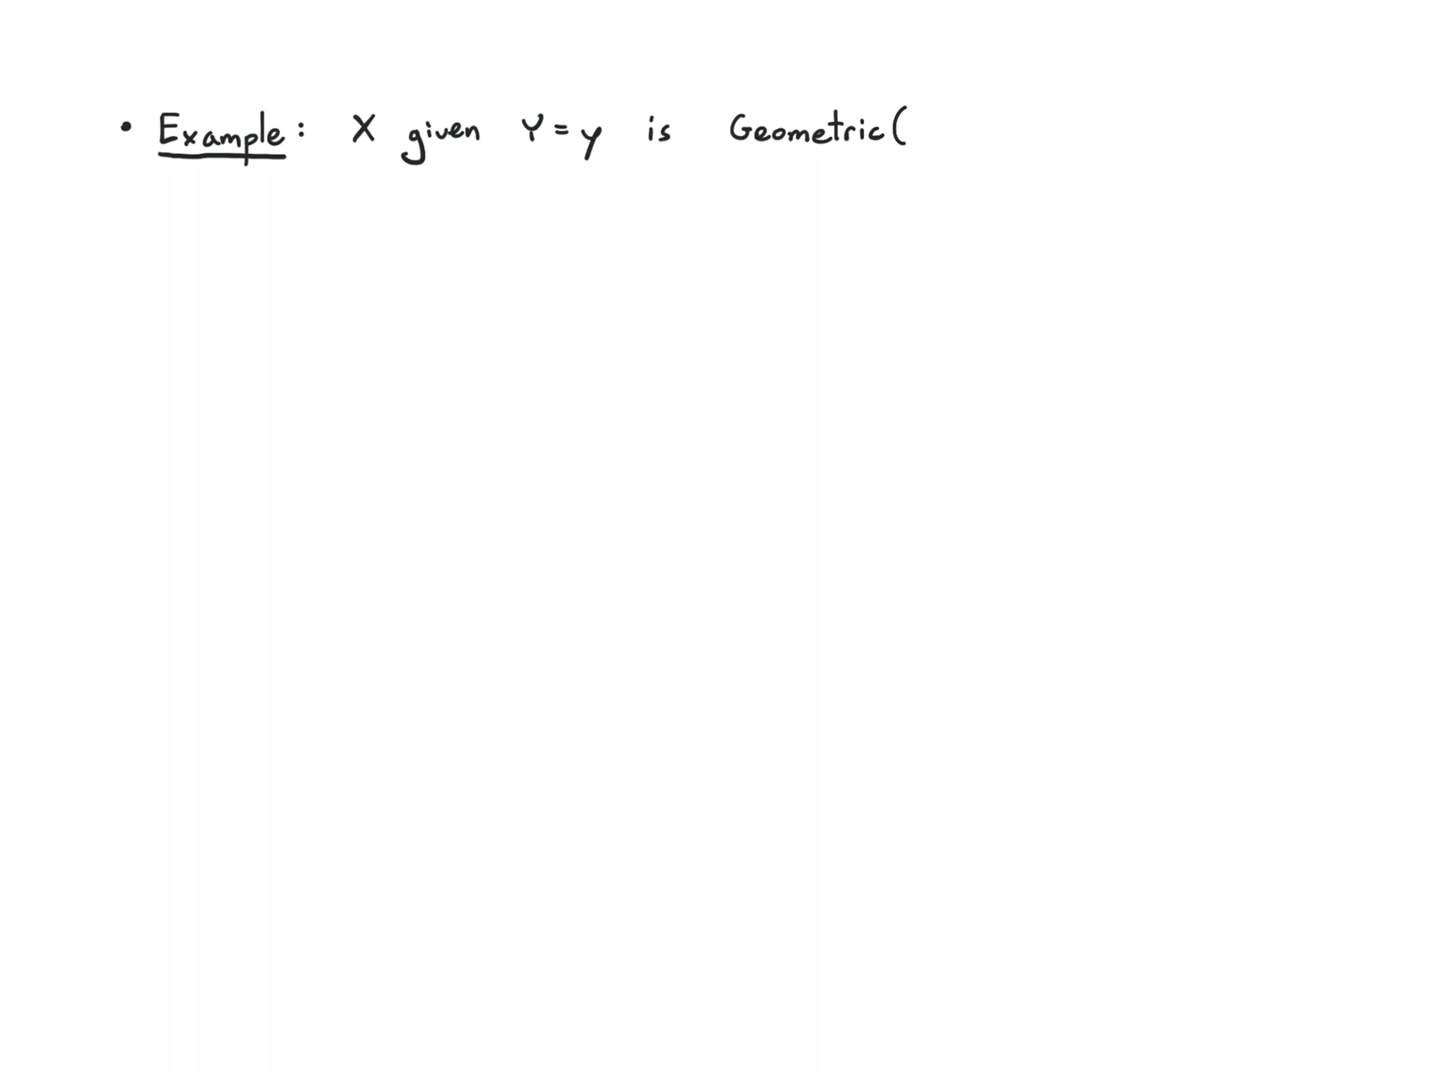 • Example: X given Y = y is Geometric(